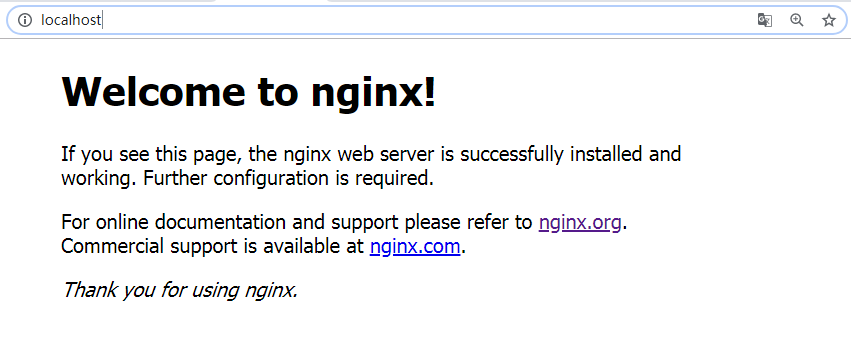 localhost
Welcome to nginx!
If you see this page, the nginx web server is successfully installed and
working. Further configuration is required.
For online documentation and support please refer to nginx.org.
Commercial support is available at nginx.com.
Thank you for using nginx.